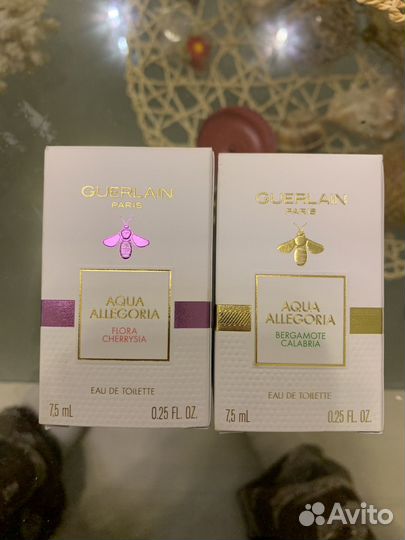 GUERLAIN
PARIS
AQUA
ALLEGORIA
FLORA
CHERRYSIA
EAU DE TOILETTE
7,5 mL 0.25 FL. OZ.
GUERLAIN
PARIS
AQUA
ALLEGORIA
BERGAMOTE
CALABRIA
EAU DE TOILETTE
7,5 mL 0.25 FL. OZ.
Avito